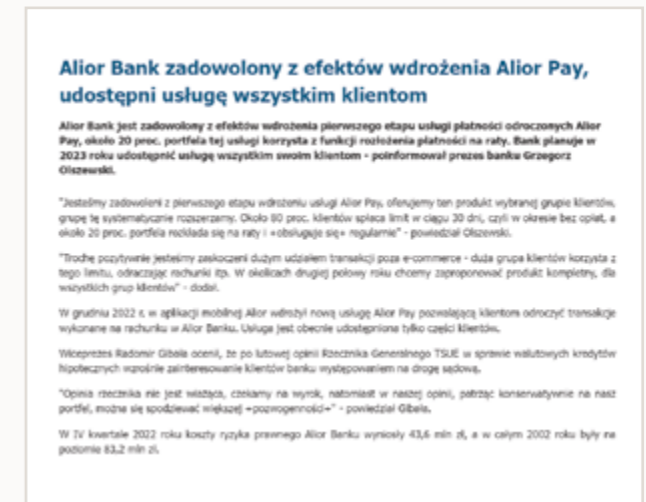 Alior Bank zadowolony z efektów wdrożenia Alior Pay,
udostępni usługę wszystkim klientom
Alior Bank jest zadowolony z efektów wdrożenia pierwszego etapu usługi płatności odroczonych Alior
Pay, około 20 proc. portfela tej usługi korzysta z funkcji rozłożenia płatności na raty. Bank planuje w
2023 roku udostępnić usługę wszystkim swoim klientom - poinformował prezes banku Grzegorz
Olszewski.
"Jesteśmy zadowoleni z pierwszego etapu wdrożeniu usługi Alior Pay, oferujemy ten produkt wybranej grupie klientów,
grupę tę systematycznie rozszerzamy. Około 80 proc. klientów spłaca limit w ciągu 30 dni, czyli w okresie bez opłat, a
około 20 proc. portfela rozkłada się na raty i «obsługuje się» regularnie" - powiedział Olszewski.
"Trochę pozytywnie jesteśmy zaskoczeni dużym udziałem transakcji poza e-commerce - duża grupa klientów korzysta z
tego limitu, odraczając rachunki itp. W okolicach drugiej połowy roku chcemy zaproponować produkt kompletny, dla
wszystkich grup klientów" - dodał.
W grudniu 2022 r. w aplikacji mobilnej Alior wdrożył nową usługę Alior Pay pozwalającą klientom odroczyć transakcje
wykonane na rachunku w Alior Banku. Usługa jest obecnie udostępniona tylko części klientów.
Wiceprezes Radomir Gibała ocenił, że po lutowej opinii Rzecznika Generalnego TSUE w sprawie walutowych kredytów
hipotecznych wzrośnie zainteresowanie klientów banku występowaniem na drogę sądową.
"Opinia rzecznika nie jest wiążąca, czekamy na wyrok, natomiast w naszej opinii, patrząc konserwatywnie na nasz
portfel, można się spodziewać większej «pozwogenności»" - powiedział Gibała.
W IV kwartale 2022 roku koszty ryzyka prawnego Alior Banku wyniosły 43,6 mln zł, a w całym 2002 roku były na
poziomie 83,2 mln zł.